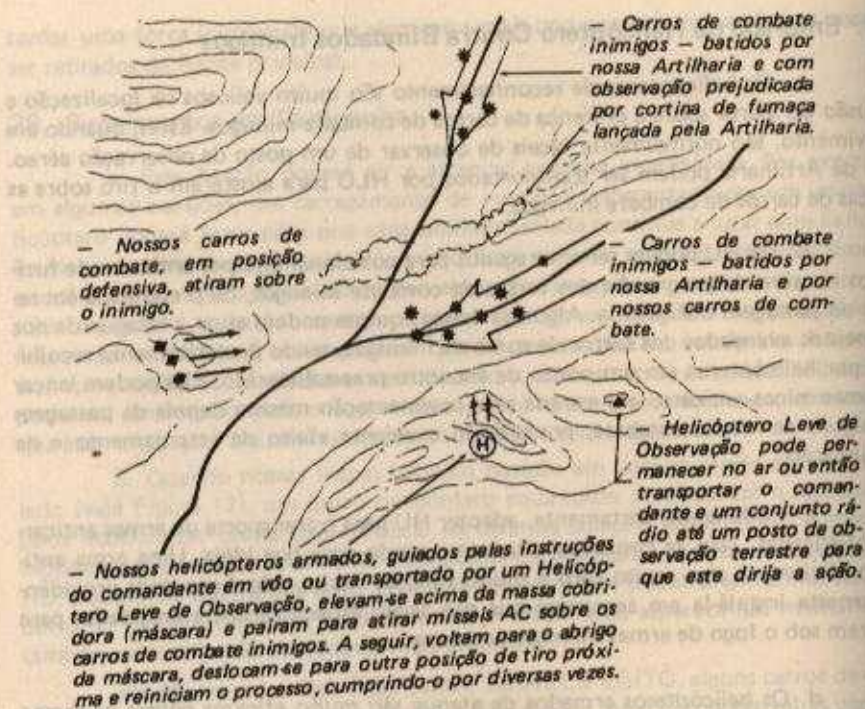 — Carros de combate
inimigos — batidos por
nossa Artilharia e com
observação prejudicada
por cortina de fumaça
lançada pela Artilharia.
— Nossos carros de
combate, em posição
defensiva, atiram sobre
o inimigo.
— Carros de combate
inimigos — batidos por
nossa Artilharia e por
nossos carros de com-
bate.
H
— Helicóptero Leve de
Observação pode per-
manecer no ar ou então
transportar o coman-
dante e um conjunto rá-
dio até um posto de ob-
servação terrestre para
que este dirija a ação.
— Nossos helicópteros armados, guiados pelas instruções
do comandante em vôo ou transportado por um Helicóp-
tero Leve de Observação, elevam-se acima da massa cobri-
dora (máscara) e pairam para atirar mísseis AC sobre os
carros de combate inimigos. A seguir, voltam para o abrigo
da máscara, deslocam-se para outra posição de tiro próxi-
ma e reiniciam o processo, cumprindo-o por diversas vezes.